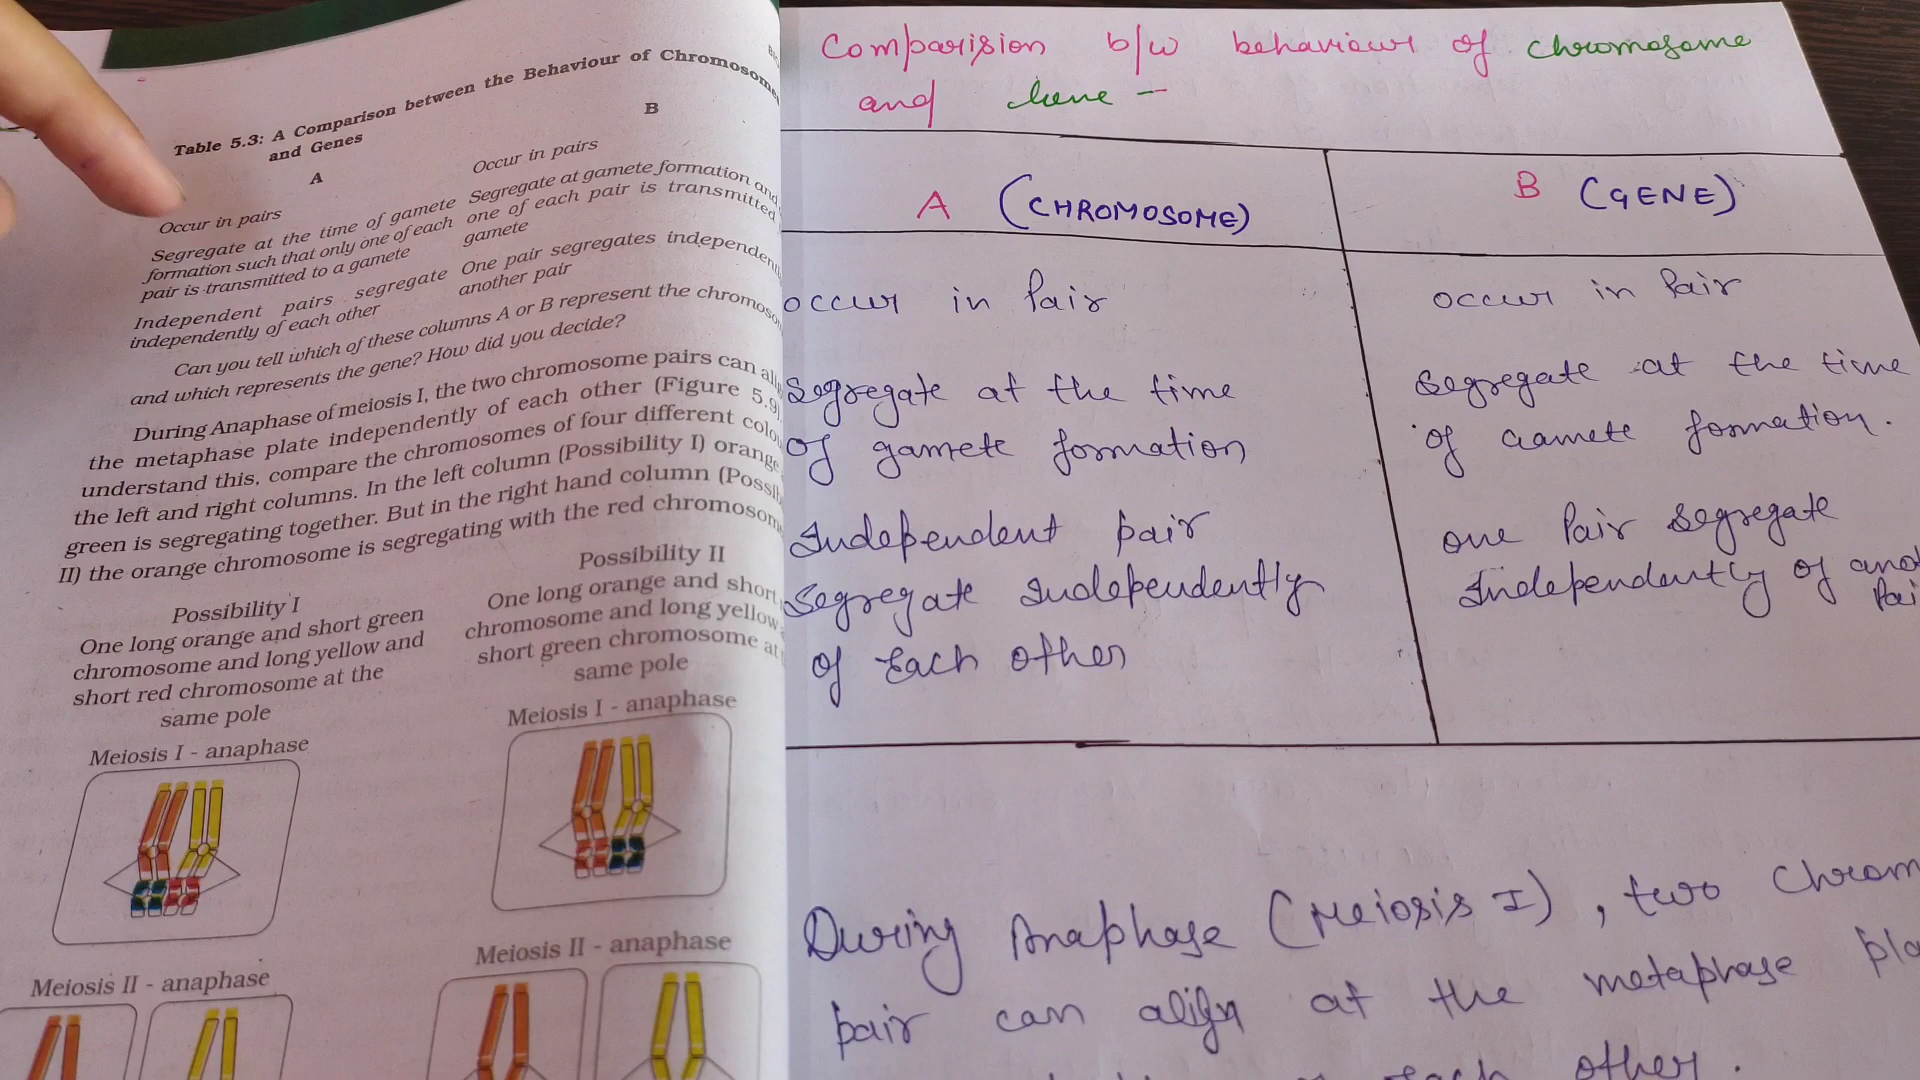 Table 5.3: A Comparison between the Behaviour of Chromosome
and Genes
A
B
Occur in pairs
Segregate at the time of gamete
formation such that only one of each
pair is transmitted to a gamete
Independent pairs segregate
independently of each other
Occur in pairs
Segregate at gamete formation and
one of each pair is transmitted
gamete
One pair segregates independent
another pair
Can you tell which of these columns A or B represent the chromosom
and which represents the gene? How did you decide?
During Anaphase of meiosis I, the two chromosome pairs can ali
the metaphase plate independently of each other (Figure 5.9)
understand this, compare the chromosomes of four different colo
the left and right columns. In the left column (Possibility I) orange
green is segregating together. But in the right hand column (Possib
II) the orange chromosome is segregating with the red chromosom
Possibility I
One long orange and short green
chromosome and long yellow and
short red chromosome at the
same pole
Meiosis I - anaphase
Meiosis II - anaphase
Possibility II
One long orange and short
chromosome and long yellow
short green chromosome at
same pole
Meiosis I - anaphase
Meiosis II - anaphase
Comparision b/w behaviour of chromosome
and Gene -
A (CHROMOSOME)
B (GENE)
occur in Pair
Segregate at the time
of gamete formation
Independent pair
Segregate Independently
of Each other
occur in Pair
Segregate at the time
of Gamete formation.
one Pair Segregate
Independently of ano
Pai
During Anaphase (Meiosis I), two Chrom
pair can align at the metaphase pla
each other.